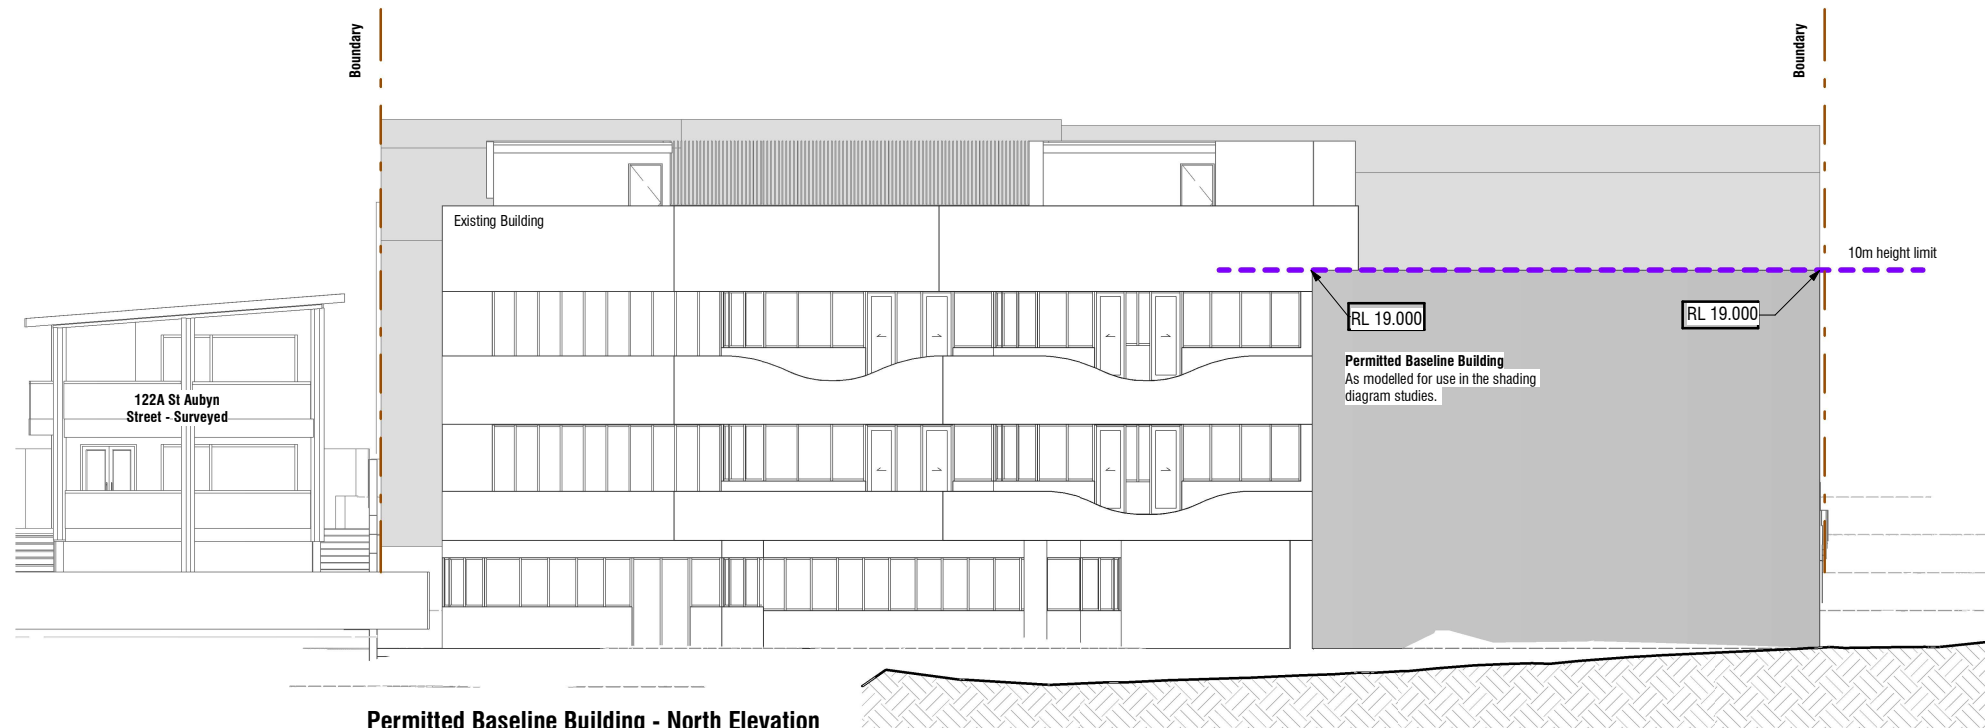 Boundary
Boundary
Existing Building
10m height limit
RL 19.000
RL 19.000
Permitted Baseline Building
As modelled for use in the shading
diagram studies.
122A St Aubyn
Street - Surveyed
Permitted Baseline Building - North Elevation